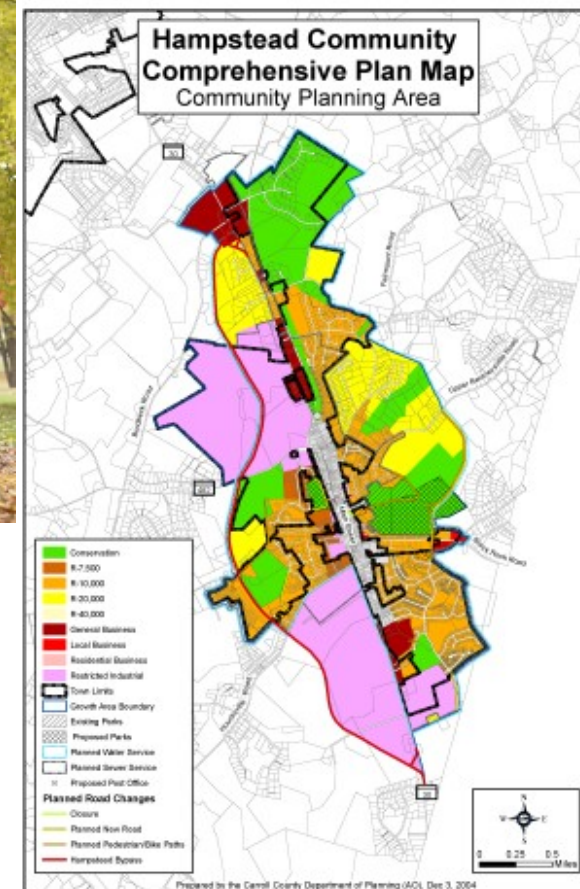 Hampstead Community
Comprehensive Plan Map
Community Planning Area
30
Conservation
R-7,500
R-10,000
R-20,000
R-40,000
General Business
Local Business
Residential Business
Restricted Industrial
Town Limits
Growth Area Boundary
Existing Parks
Proposed Parks
Planned Water Service
Planned Sewer Service
Proposed Post Office
Planned Road Changes
Closure
Planned New Road
Planned Pedestrian/Bike Paths
Hampstead Bypass
N
W E
S
0 0.25 0.5
Miles
Prepared by the Carroll County Department of Planning (AO), Dec 3, 2004